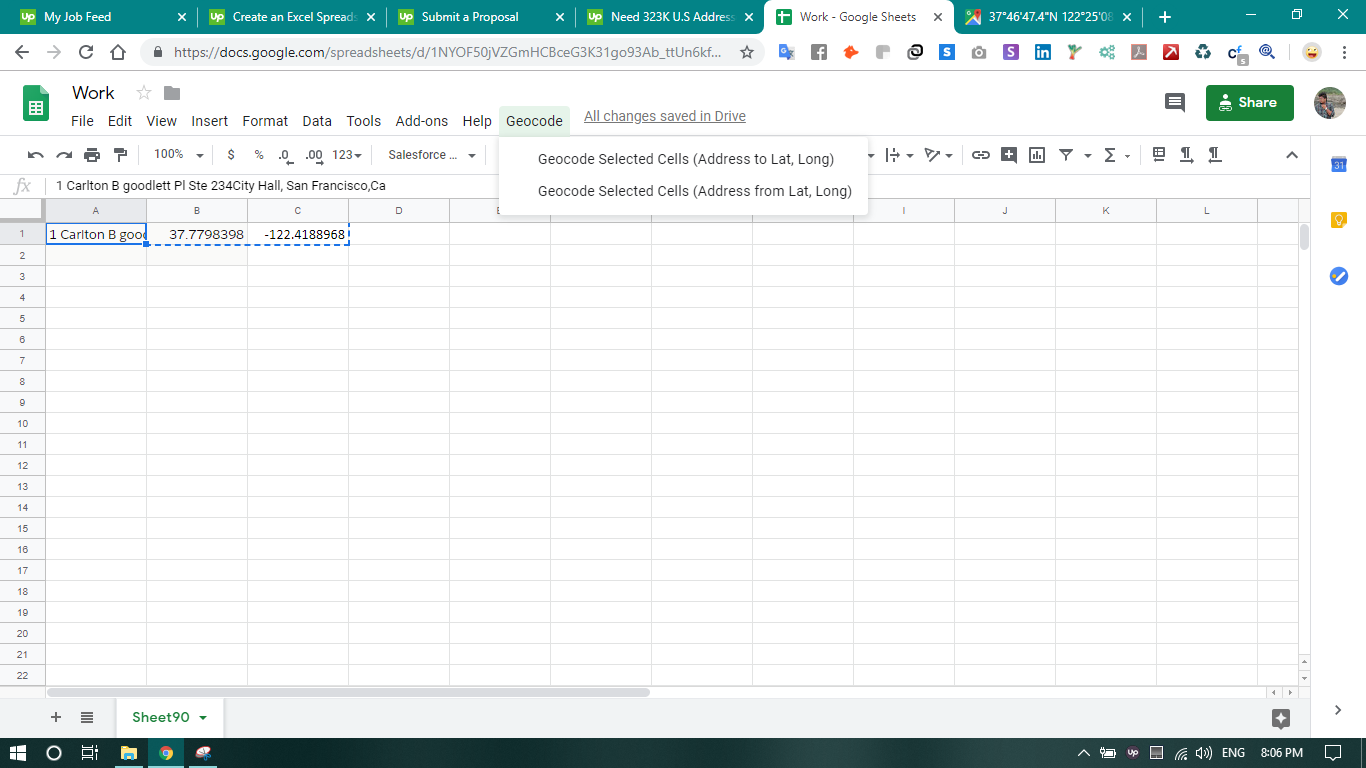 My Job Feed
Create an Excel Spreads
Submit a Proposal
Need 323K U.S Address
Work - Google Sheets
37°46'47.4"N 122°25'08
https://docs.google.com/spreadsheets/d/1NYOF50jVZGmHCBceG3K31go93Ab_ttUn6kf...
Work
Share
File Edit View Insert Format Data Tools Add-ons Help Geocode All changes saved in Drive
100% $ % .0 .00 123 Salesforce ...
Geocode Selected Cells (Address to Lat, Long)
Geocode Selected Cells (Address from Lat, Long)
fx 1 Carlton B goodlett Pl Ste 234City Hall, San Francisco,Ca
A B C D I J K L
1 1 Carlton B good 37.7798398 -122.4188968
2
3
4
5
6
7
8
9
10
11
12
13
14
15
16
17
18
19
20
21
22
Sheet90
ENG 8:06 PM